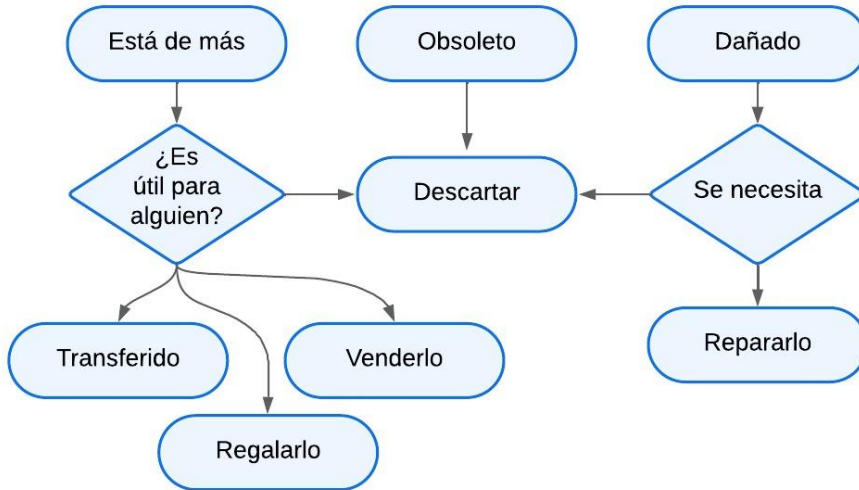 Está de más
Obsoleto
Dañado
¿Es
útil para
alguien?
Descartar
Se necesita
Transferido
Venderlo
Repararlo
Regalarlo